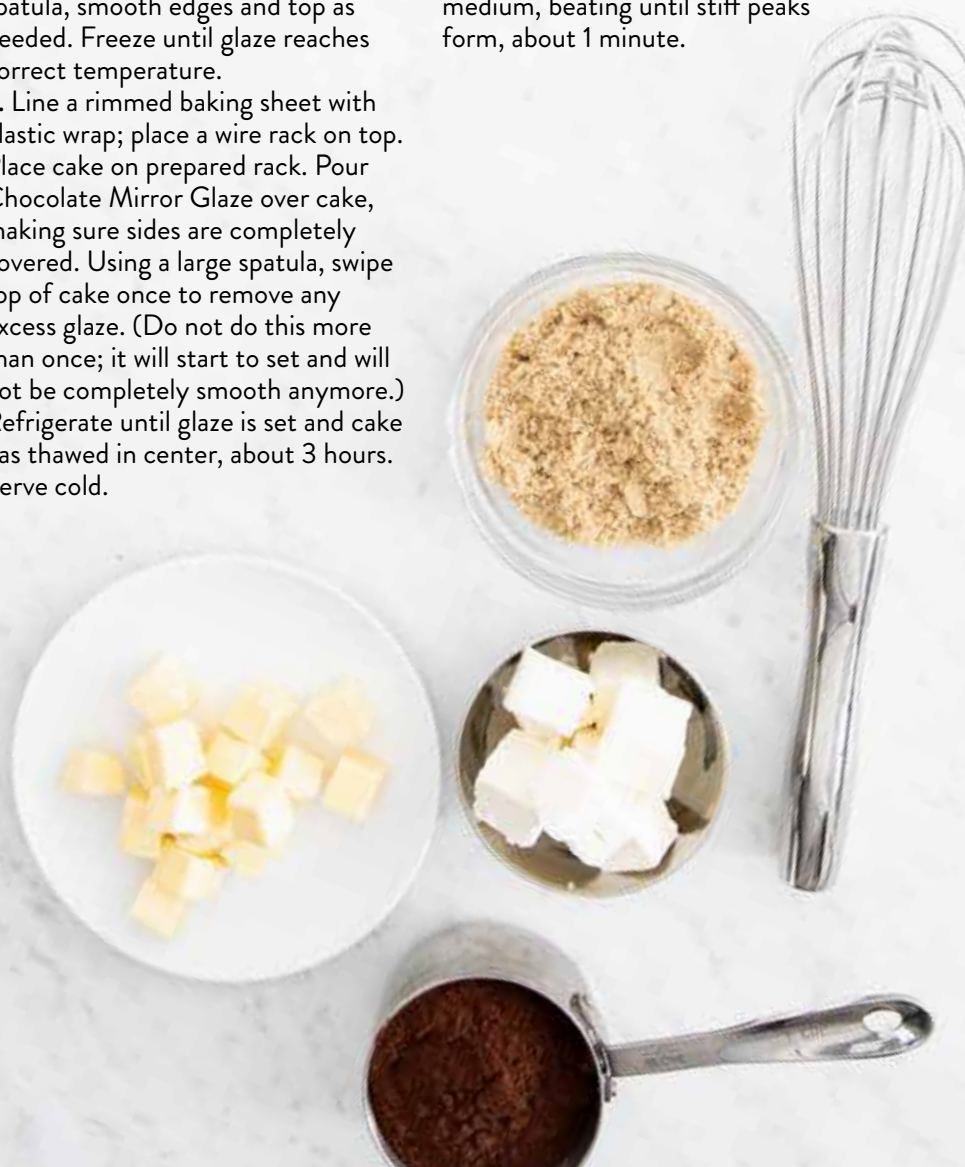 patula, smooth edges and top as
eeded. Freeze until glaze reaches
orrect temperature.
. Line a rimmed baking sheet with
lastic wrap; place a wire rack on top.
Place cake on prepared rack. Pour
Chocolate Mirror Glaze over cake,
making sure sides are completely
overed. Using a large spatula, swipe
op of cake once to remove any
xcess glaze. (Do not do this more
han once; it will start to set and will
ot be completely smooth anymore.)
Refrigerate until glaze is set and cake
as thawed in center, about 3 hours.
erve cold.
medium, beating until stiff peaks
form, about 1 minute.